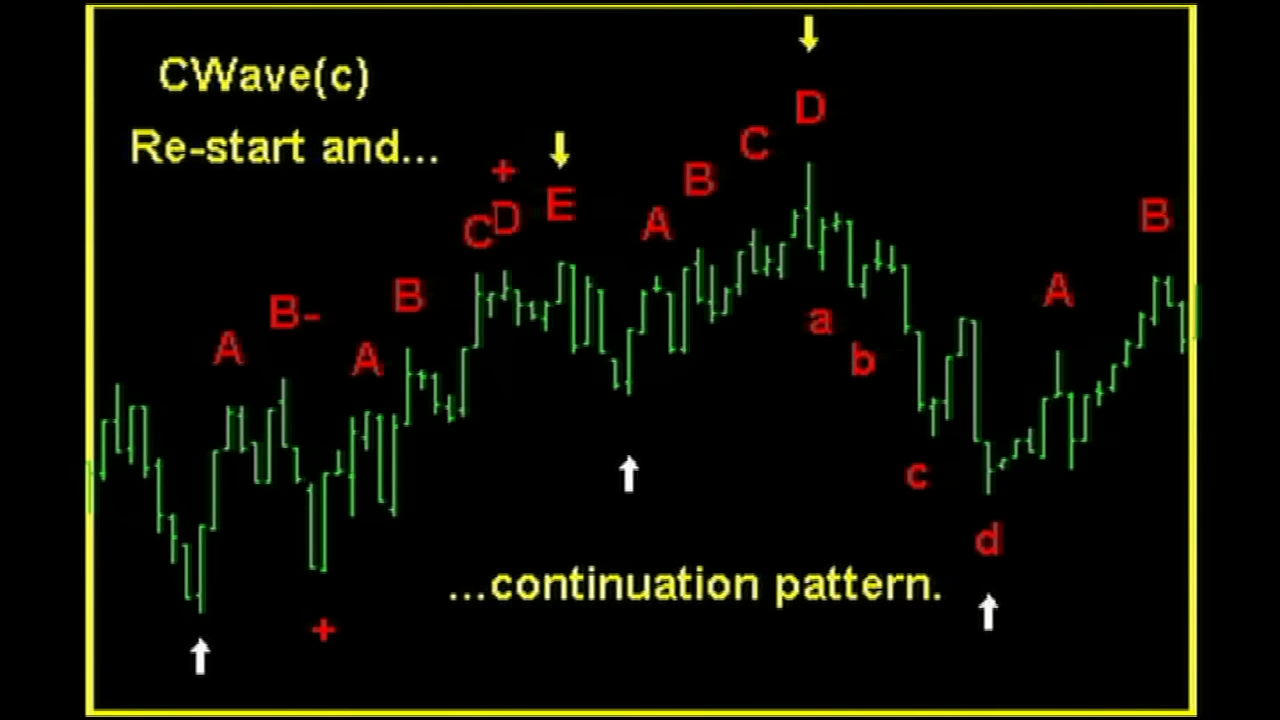 CWave(c)
Re-start and...
D
C
B
+
C D E A
B
A B- A B
A
a
b
c
d
...continuation pattern.
+